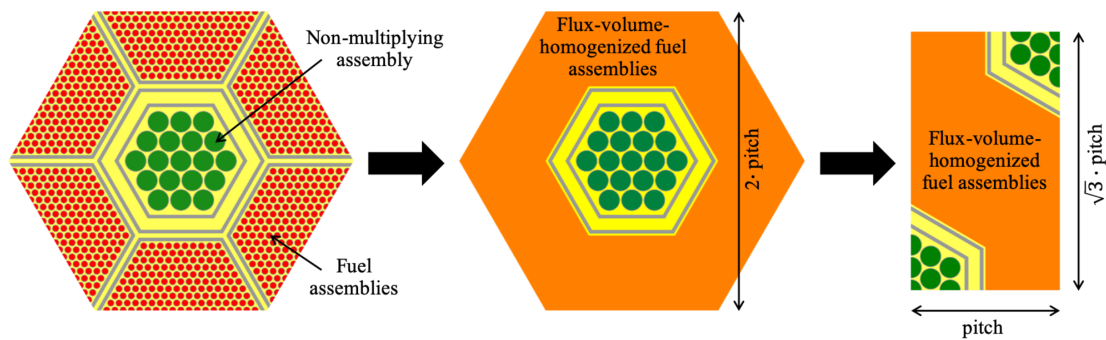 Non-multiplying
assembly
Fuel
assemblies
Flux-volume-
homogenized fuel
assemblies
2· pitch
Flux-volume-
homogenized
fuel assemblies
√3 · pitch
pitch